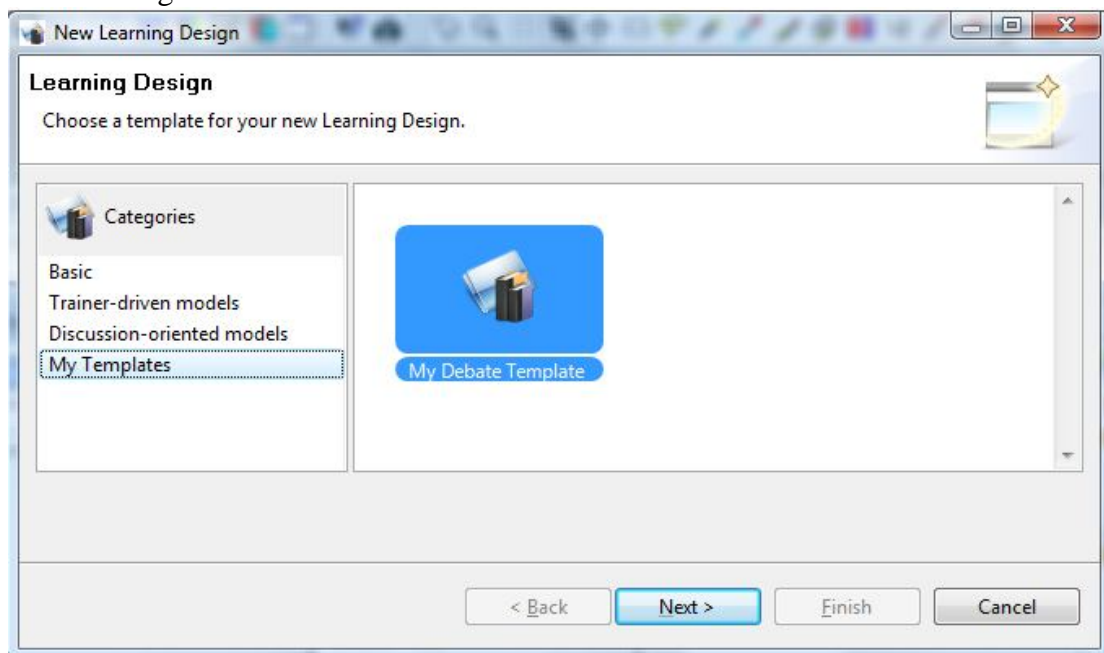 New Learning Design
Learning Design
Choose a template for your new Learning Design.
Categories
Basic
Trainer-driven models
Discussion-oriented models
My Templates
My Debate Template
< Back
Next >
Finish
Cancel